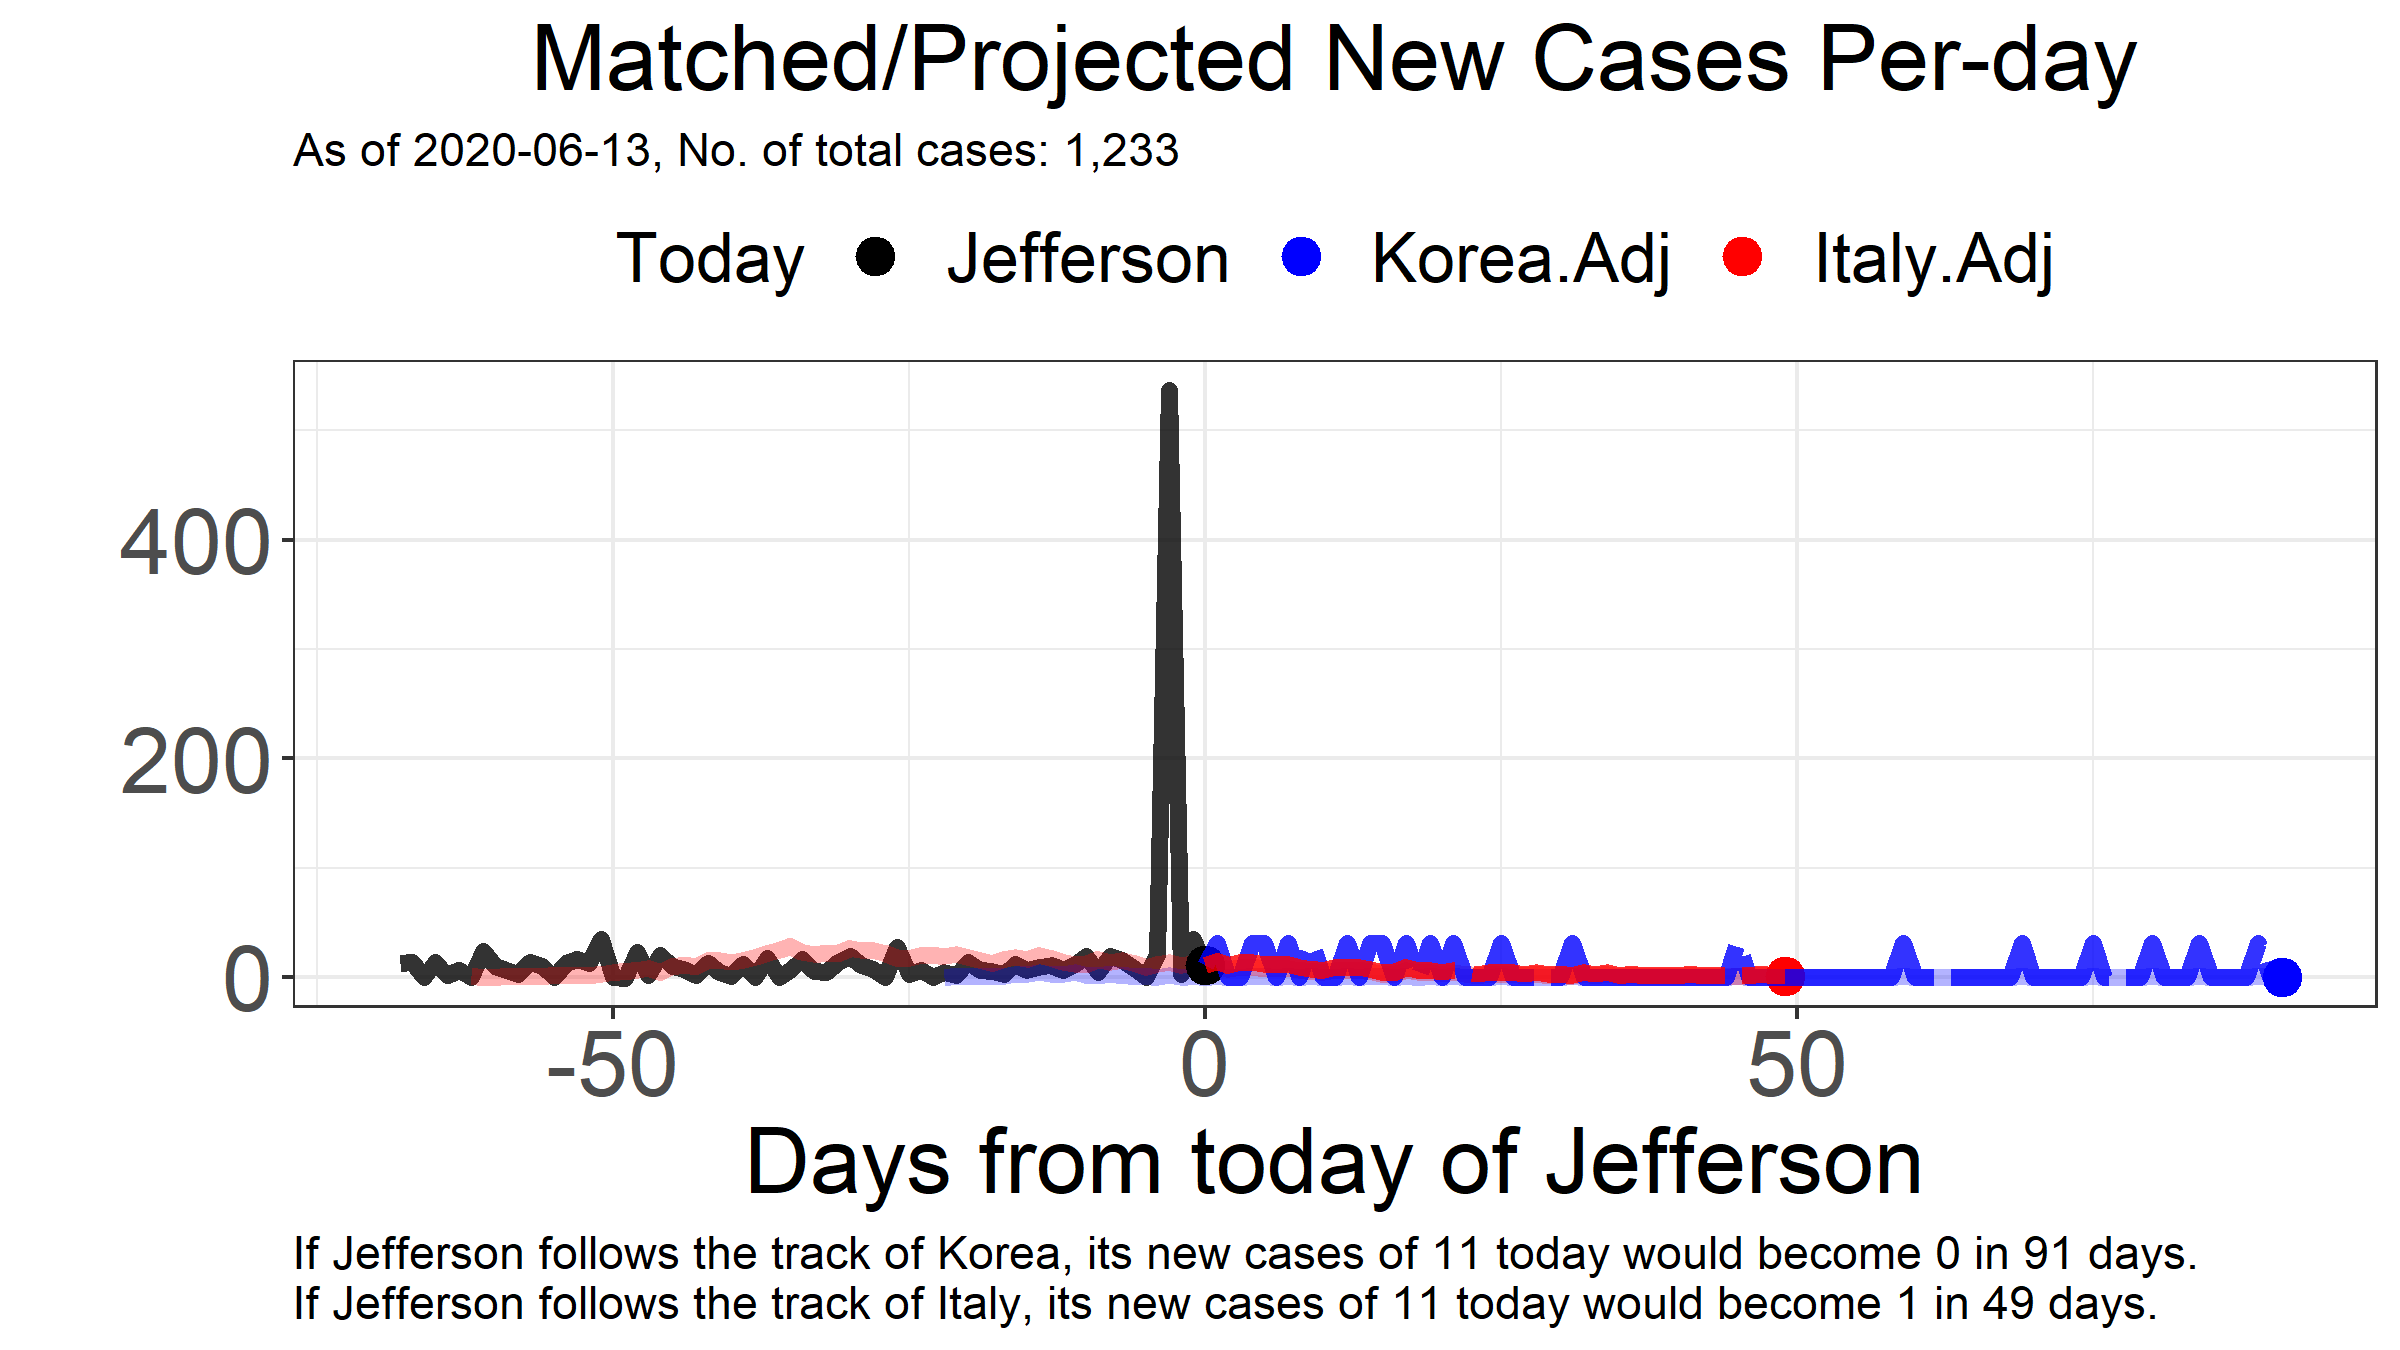 Matched/Projected New Cases Per-day
As of 2020-06-13, No. of total cases: 1,233
Today Jefferson Korea.Adj Italy.Adj
400
200
0
-50 0 50
Days from today of Jefferson
If Jefferson follows the track of Korea, its new cases of 11 today would become 0 in 91 days.
If Jefferson follows the track of Italy, its new cases of 11 today would become 1 in 49 days.